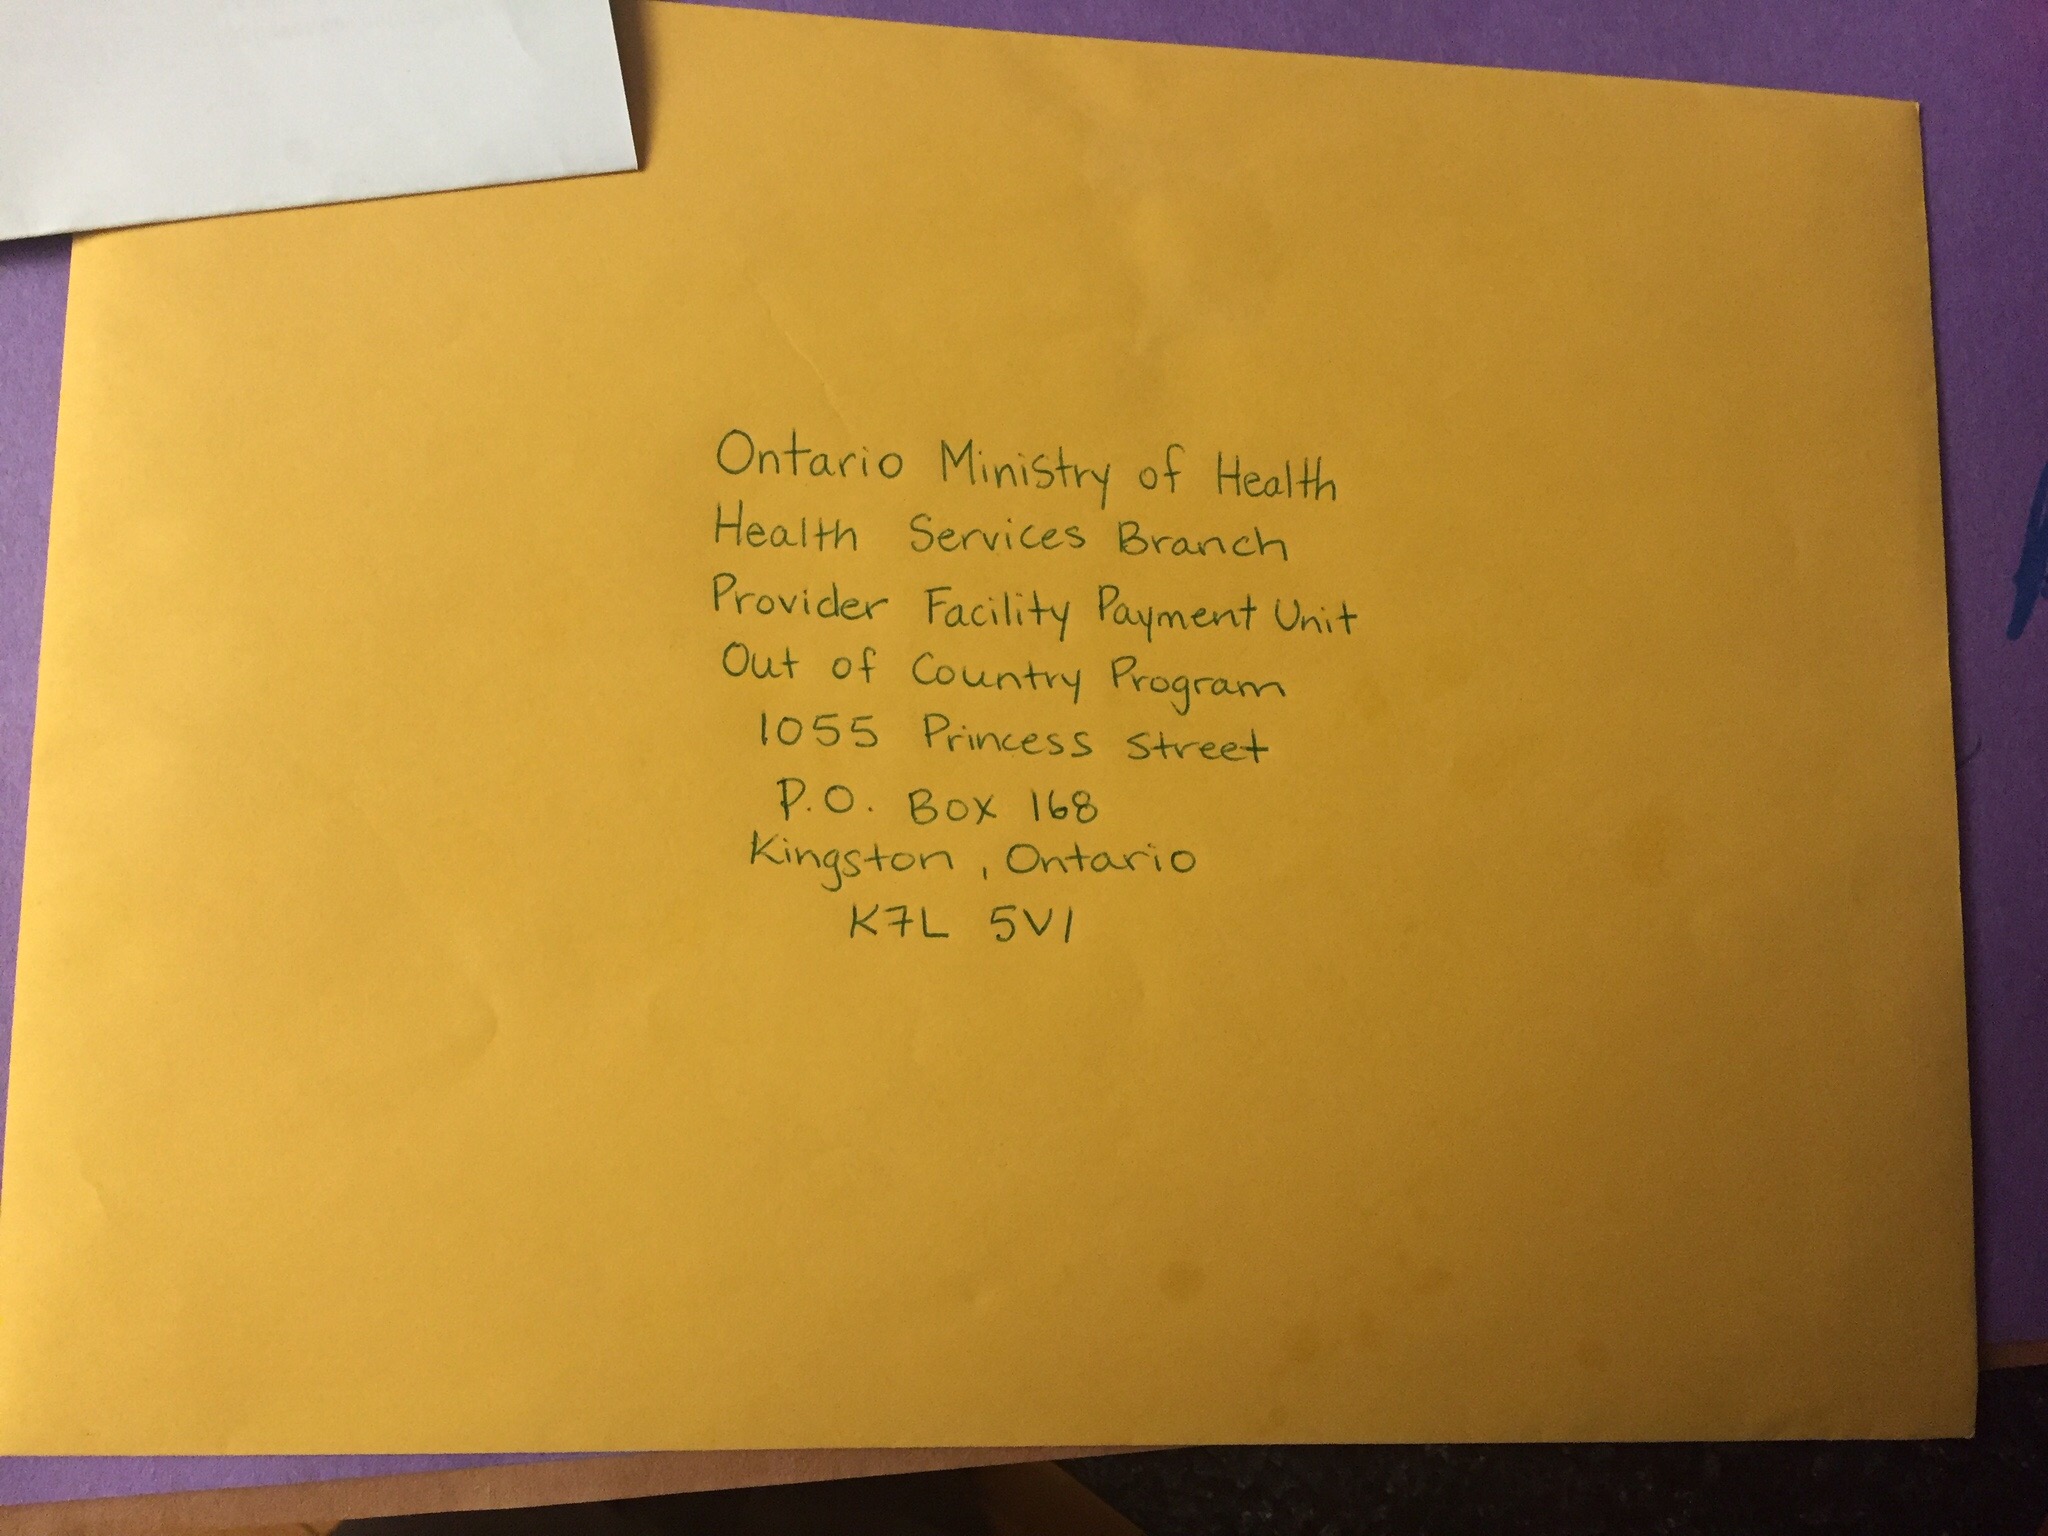 Ontario Ministry of Health
Health Services Branch
Provider Facility Payment Unit
Out of Country Program
1055 Princess Street
P.O. Box 168
Kingston, Ontario
K7L 5V1